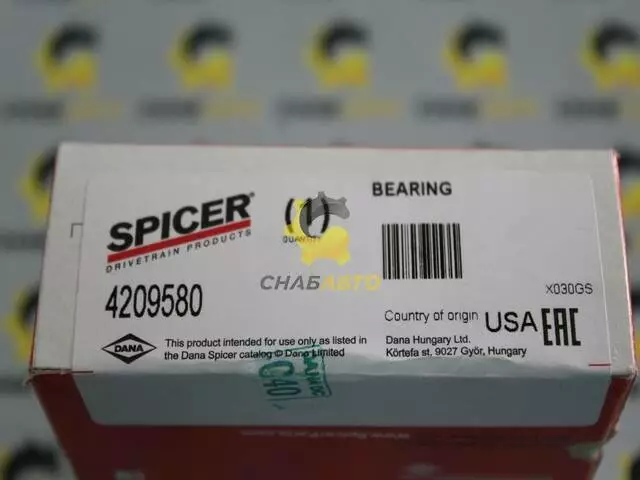 SPICER®
DRIVETRAIN PRODUCTS
(1)
QUANTITY
BEARING
СНАБАВТО
4209580
X030GS
Country of origin USA EAC
DANA
This product intended for use only as listed in
the Dana Spicer catalog © Dana Limited
Dana Hungary Ltd.
Körtefa st. 9027 Győr, Hungary
C40